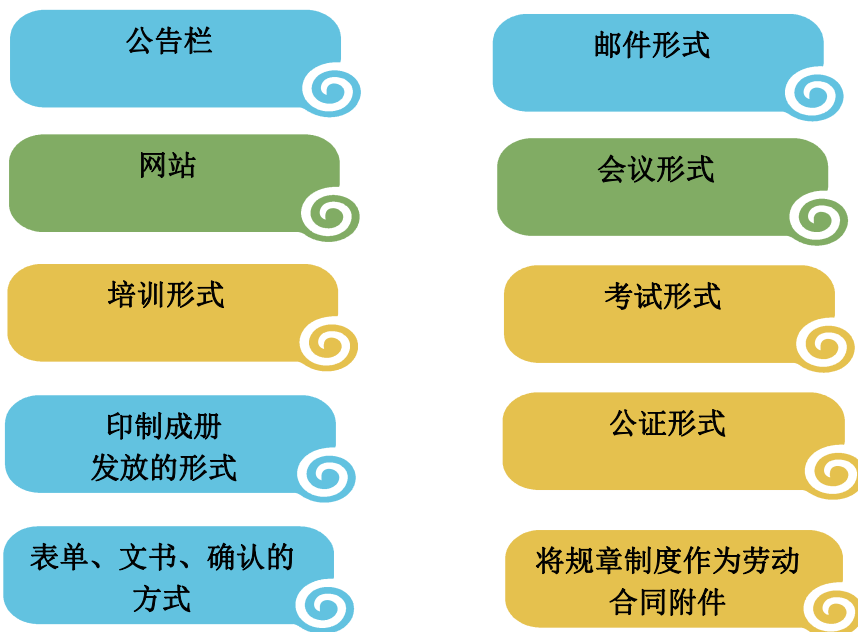 公告栏
邮件形式
网站
会议形式
培训形式
考试形式
印制成册
发放的形式
公证形式
表单、文书、确认的
方式
将规章制度作为劳动
合同附件